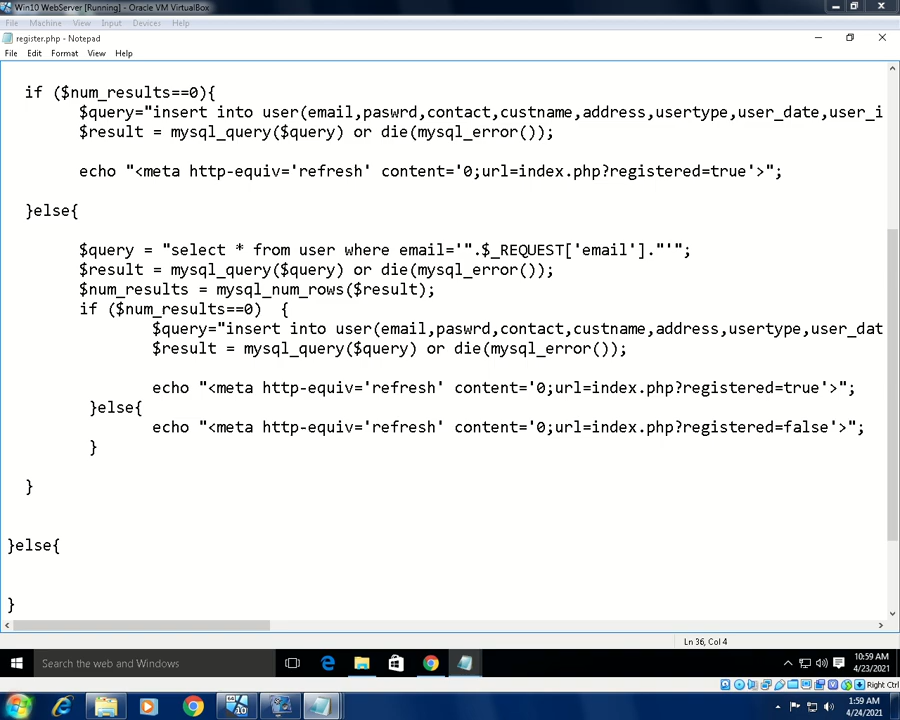 Win10 WebServer [Running] - Oracle VM VirtualBox
File Machine View Input Devices Help
register.php - Notepad
File Edit Format View Help
if ($num_results==0){
$query="insert into user(email,paswrd,contact,custname,address,usertype,user_date,user_i
$result = mysql_query($query) or die(mysql_error());
echo "<meta http-equiv='refresh' content='0;url=index.php?registered=true'>";
}else{
$query = "select * from user where email='".$_REQUEST['email']."'";
$result = mysql_query($query) or die(mysql_error());
$num_results = mysql_num_rows($result);
if ($num_results==0)  {
$query="insert into user(email,paswrd,contact,custname,address,usertype,user_dat
$result = mysql_query($query) or die(mysql_error());
echo "<meta http-equiv='refresh' content='0;url=index.php?registered=true'>";
}else{
echo "<meta http-equiv='refresh' content='0;url=index.php?registered=false'>";
}
}
}else{
}
Ln 36, Col 4
Search the web and Windows
10:59 AM
4/23/2021
Right Ctrl
10
1:59 AM
4/24/2021